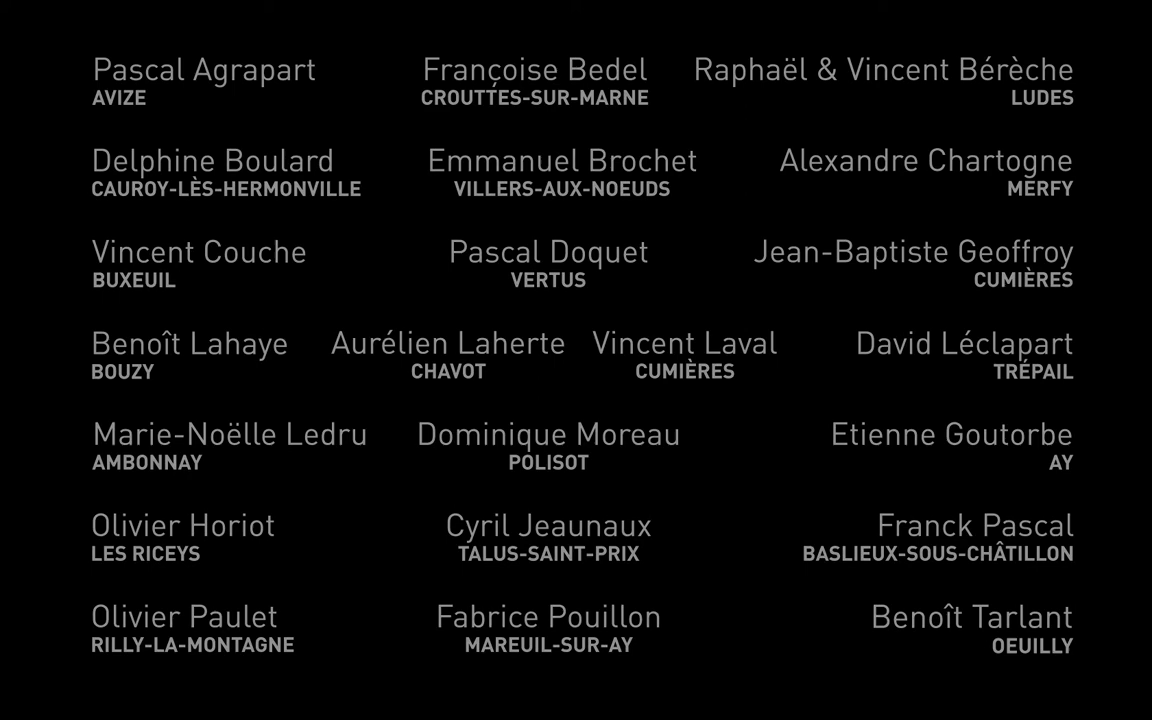 Pascal Agrapart Françoise Bedel Raphaël & Vincent Bérèche
AVIZE CROUTTES-SUR-MARNE LUDES
Delphine Boulard Emmanuel Brochet Alexandre Chartogne
CAUROY-LÈS-HERMONVILLE VILLERS-AUX-NOEUDS MERFY
Vincent Couche Pascal Doquet Jean-Baptiste Geoffroy
BUXEUIL VERTUS CUMIÈRES
Benoît Lahaye Aurélien Laherte Vincent Laval David Léclapart
BOUZY CHAVOT CUMIÈRES TRÉPAIL
Marie-Noëlle Ledru Dominique Moreau Etienne Goutorbe
AMBONNAY POLISOT AY
Olivier Horiot Cyril Jeaunaux Franck Pascal
LES RICEYS TALUS-SAINT-PRIX BASLIEUX-SOUS-CHÂTILLON
Olivier Paulet Fabrice Pouillon Benoît Tarlant
RILLY-LA-MONTAGNE MAREUIL-SUR-AY OEUILLY